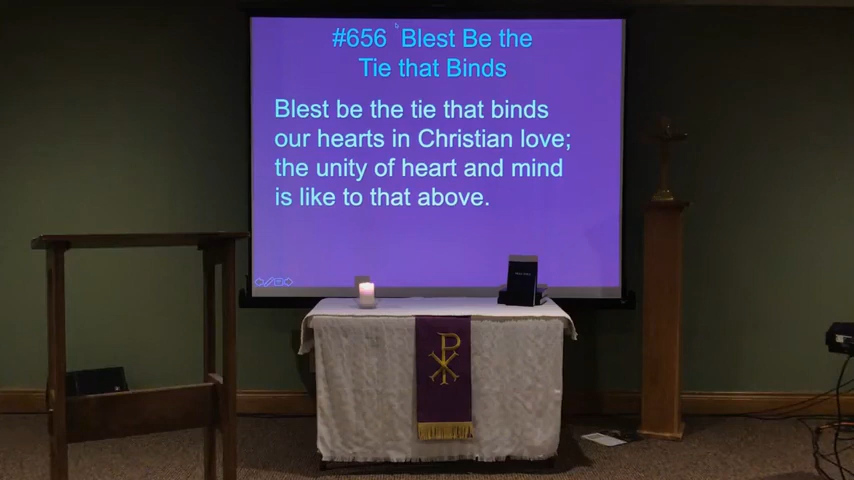 #656 Blest Be the
Tie that Binds
Blest be the tie that binds
our hearts in Christian love;
the unity of heart and mind
is like to that above.